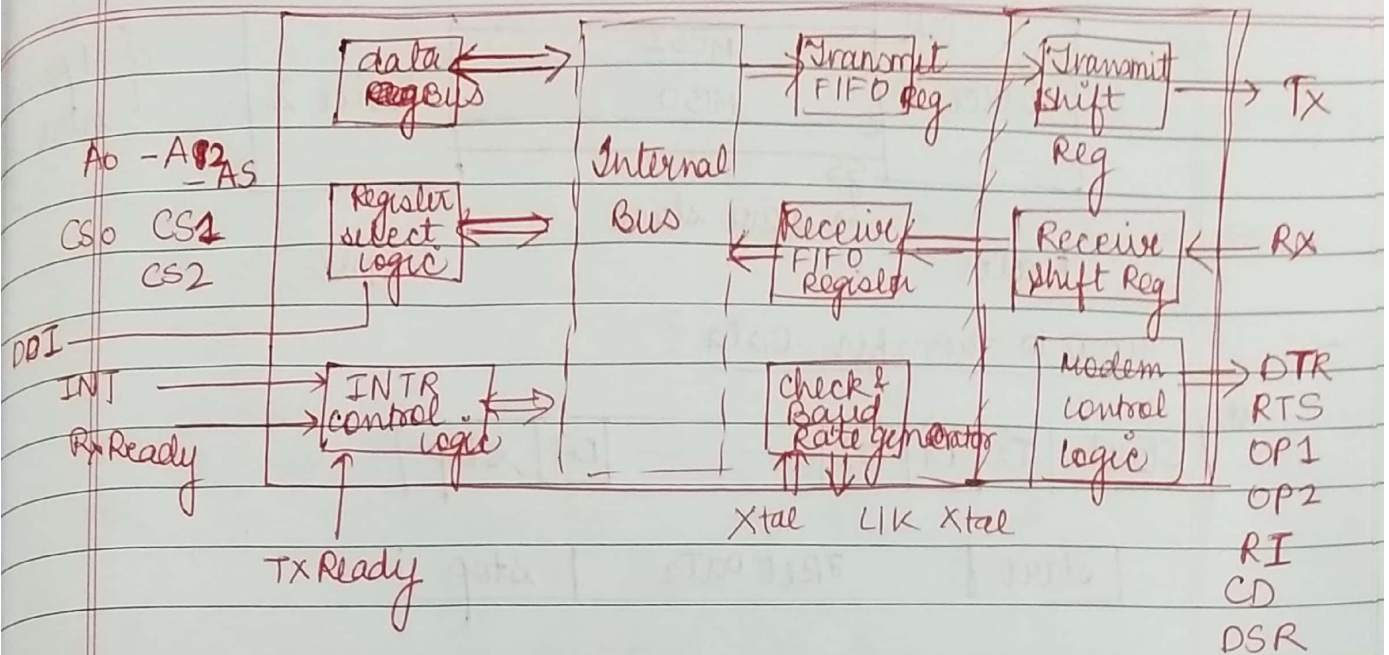 data
Bus
A0 - A2
- AS
CS0 CS1
CS2
DDI
INT
Rx Ready
TX Ready
Register
select
logic
INTR
control
logic
Internal
Bus
Transmit
FIFO Reg
Transmit
shift
Reg
Tx
Receive
FIFO
Register
Receive
shift Reg
RX
check &
Baud
Rate generator
Xtal
Xtal
Modem
control
logic
DTR
RTS
OP1
OP2
RI
CD
DSR